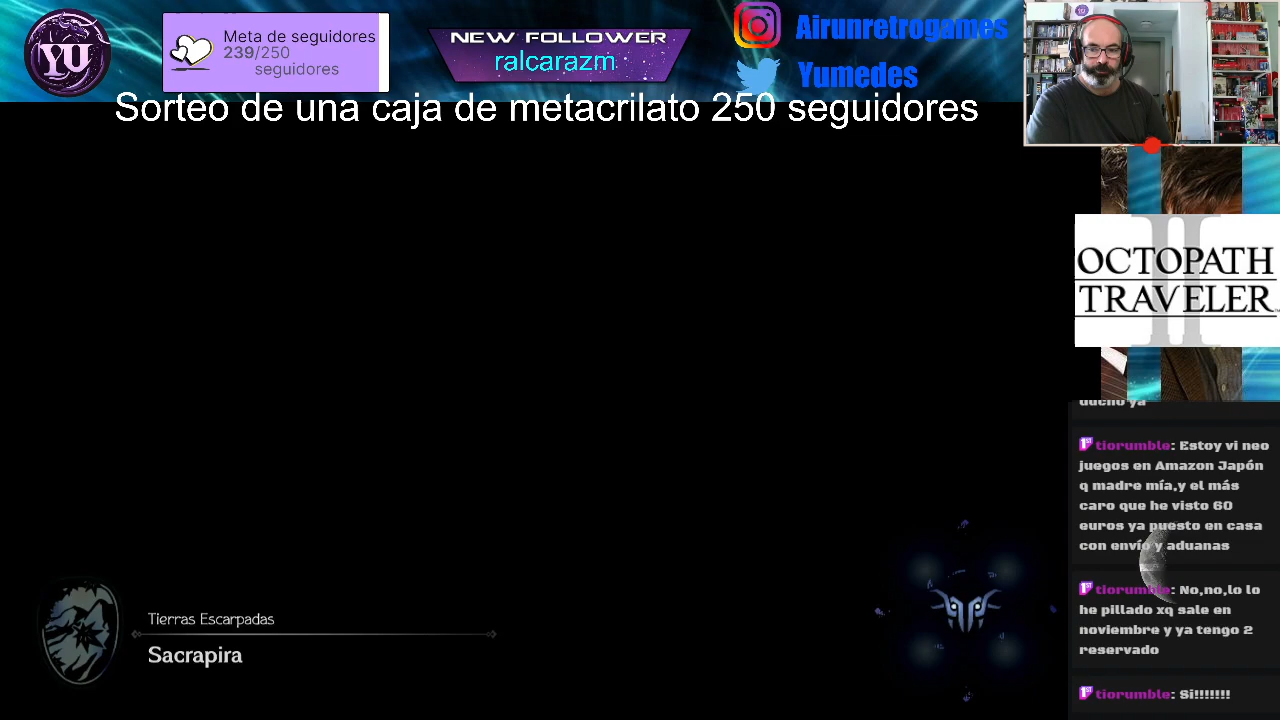 YU
Meta de seguidores
239/250
seguidores
NEW FOLLOWER
ralcarazm
Airunretrogames
Yumedes
Sorteo de una caja de metacrilato 250 seguidores
OCTOPATH
TRAVELER
II
ducho ya
tiorumble: Estoy vi neo
juegos en Amazon Japón
q madre mía,y el más
caro que he visto 60
euros ya puesto en casa
con envío y aduanas
tiorumble: No,no,lo lo
he pillado xq sale en
noviembre y ya tengo 2
reservado
tiorumble: Si!!!!!!!
Tierras Escarpadas
Sacrapira